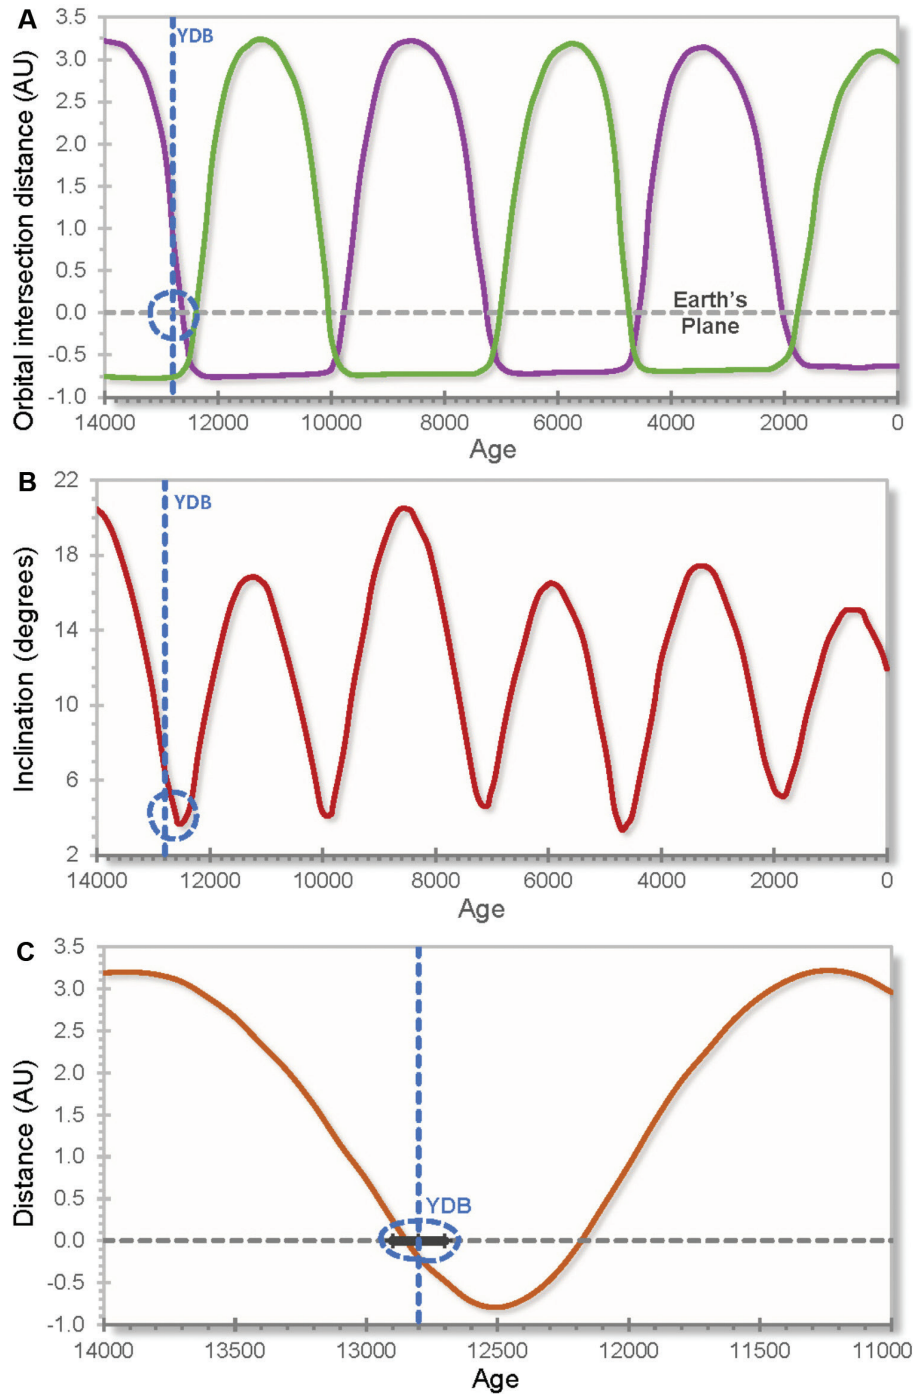 A
Orbital intersection distance (AU)
3.5
3.0
2.5
2.0
1.5
1.0
0.5
0.0
-0.5
-1.0
YDB
Earth's
Plane
14000 12000 10000 8000 6000 4000 2000 0
Age
B
Inclination (degrees)
22
18
14
10
6
2
YDB
14000 12000 10000 8000 6000 4000 2000 0
Age
C
Distance (AU)
3.5
3.0
2.5
2.0
1.5
1.0
0.5
0.0
-0.5
-1.0
YDB
14000 13500 13000 12500 12000 11500 11000
Age